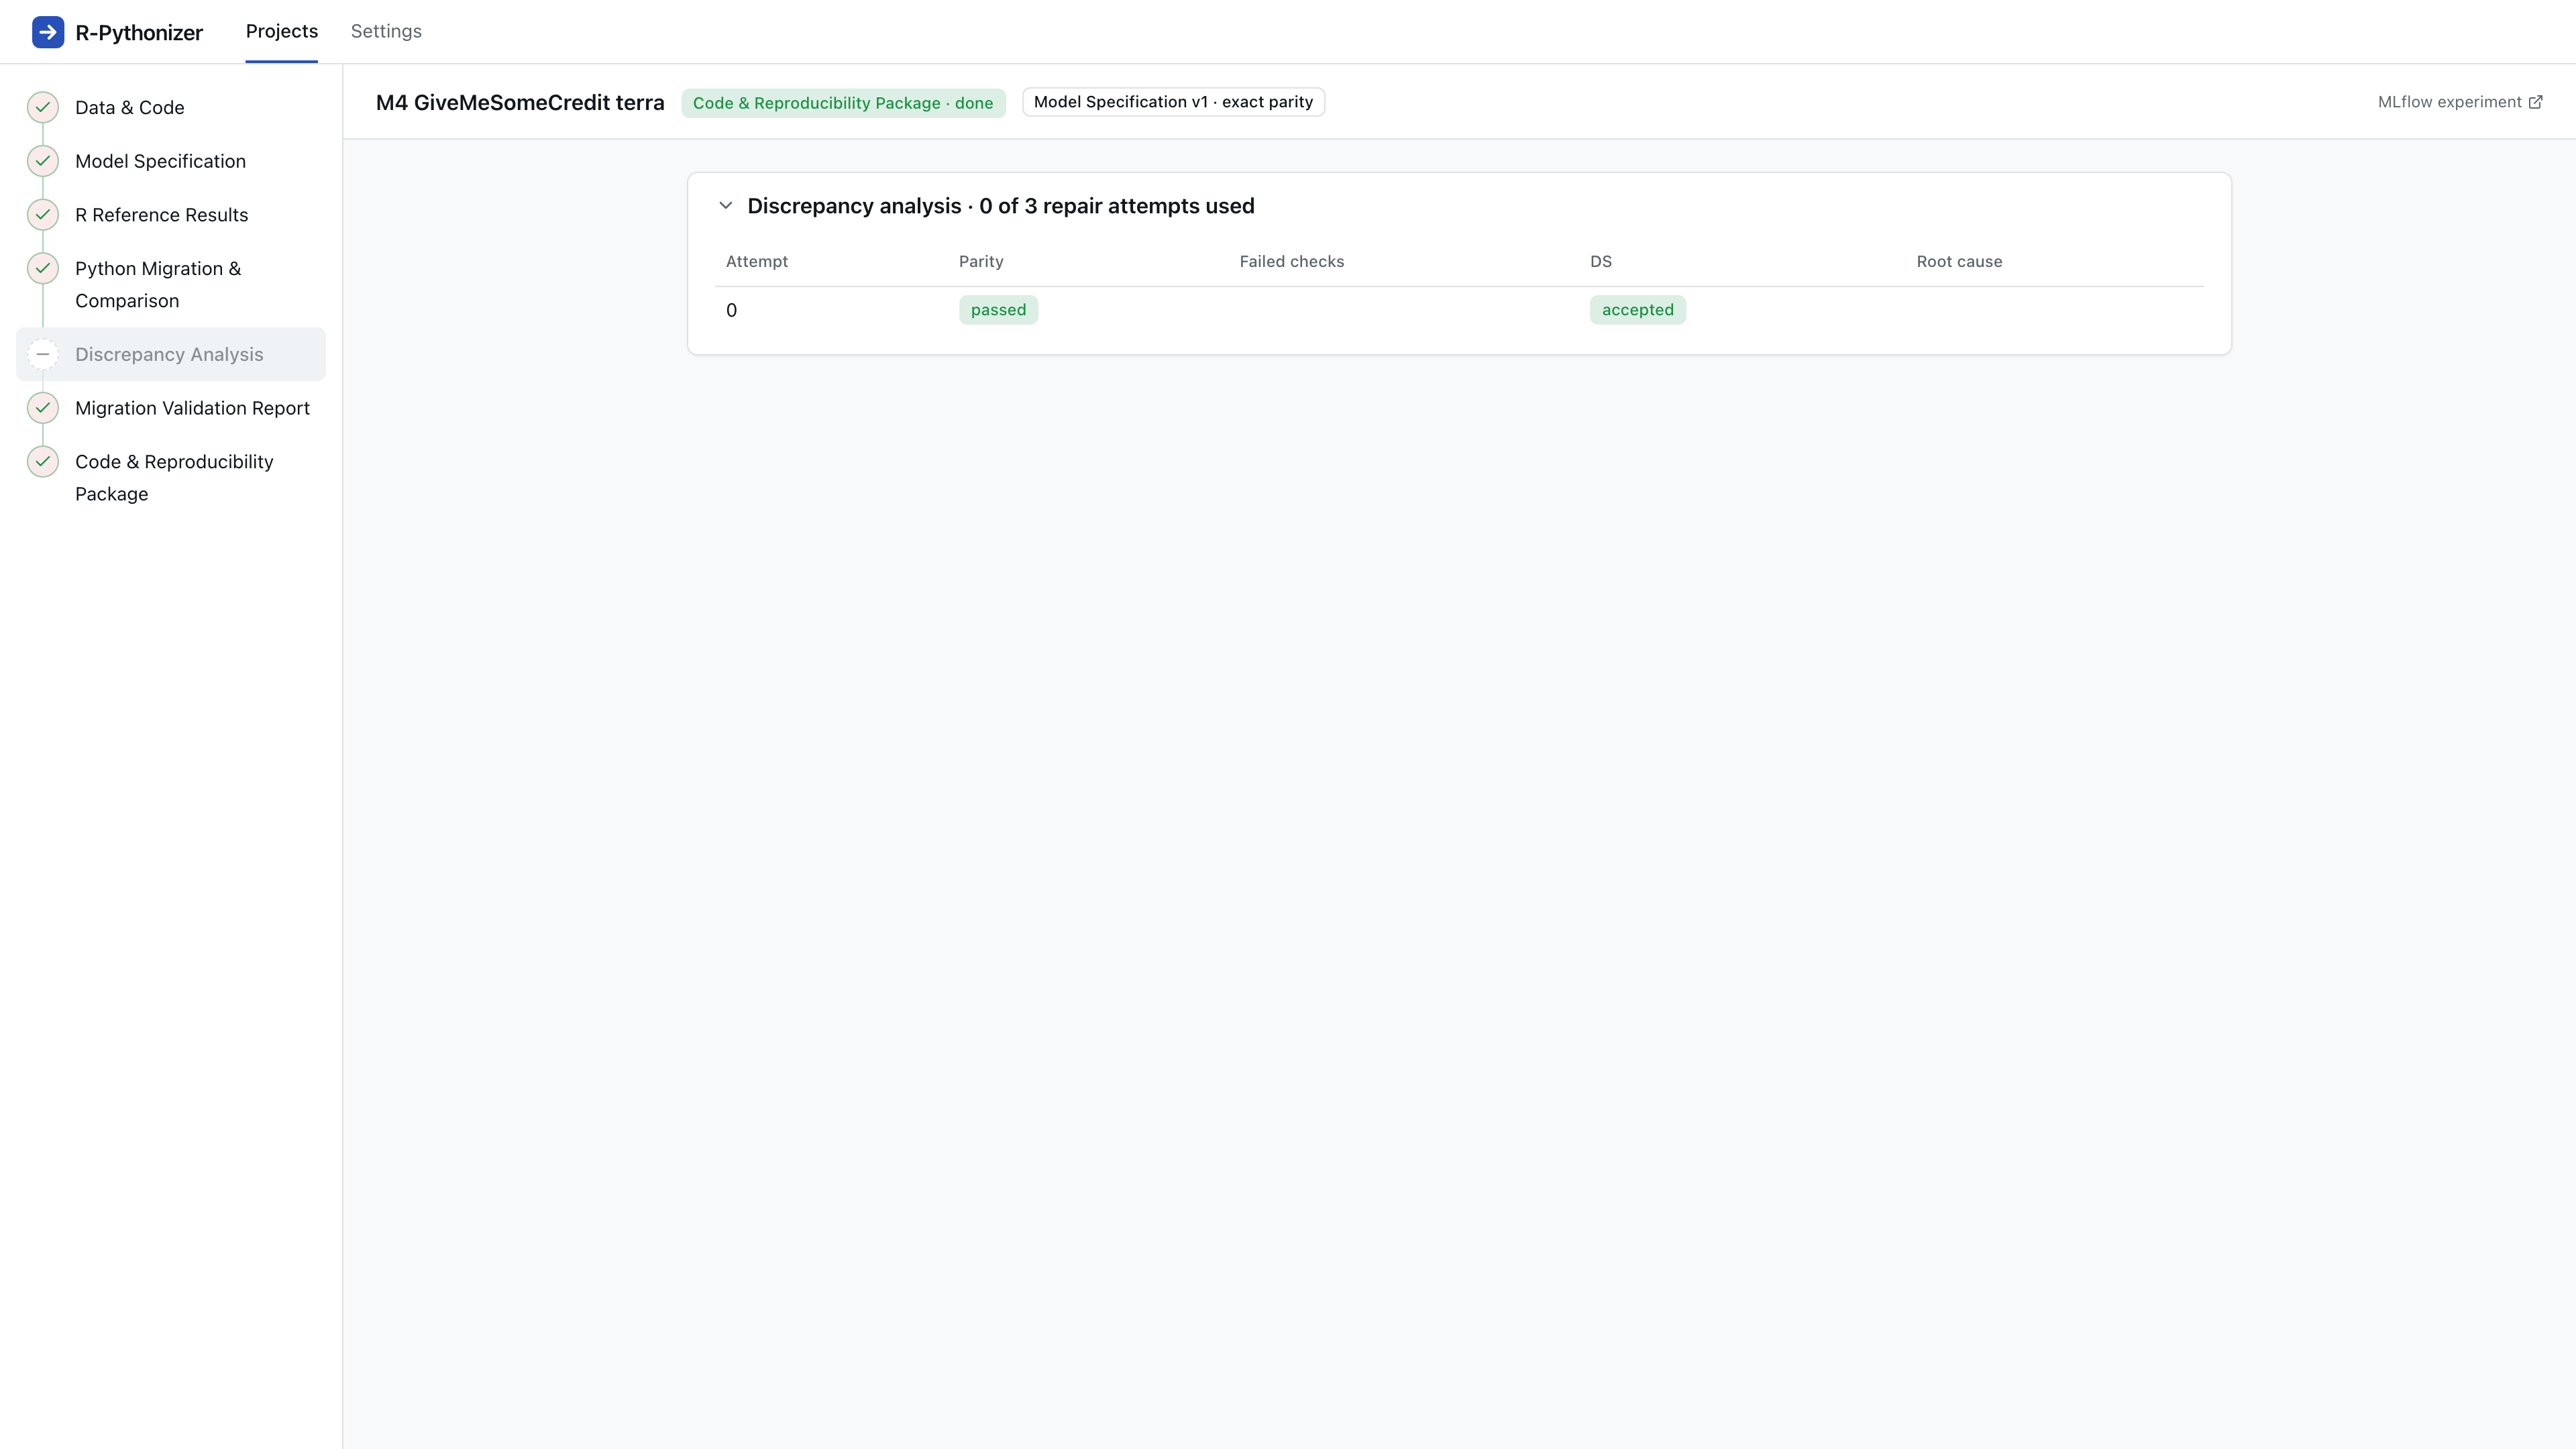 R-Pythonizer
Projects
Settings
Data & Code
Model Specification
R Reference Results
Python Migration &
Comparison
Discrepancy Analysis
Migration Validation Report
Code & Reproducibility
Package
M4 GiveMeSomeCredit terra
Code & Reproducibility Package · done
Model Specification v1 · exact parity
MLflow experiment
Discrepancy analysis · 0 of 3 repair attempts used
Attempt Parity Failed checks DS Root cause
0 passed accepted